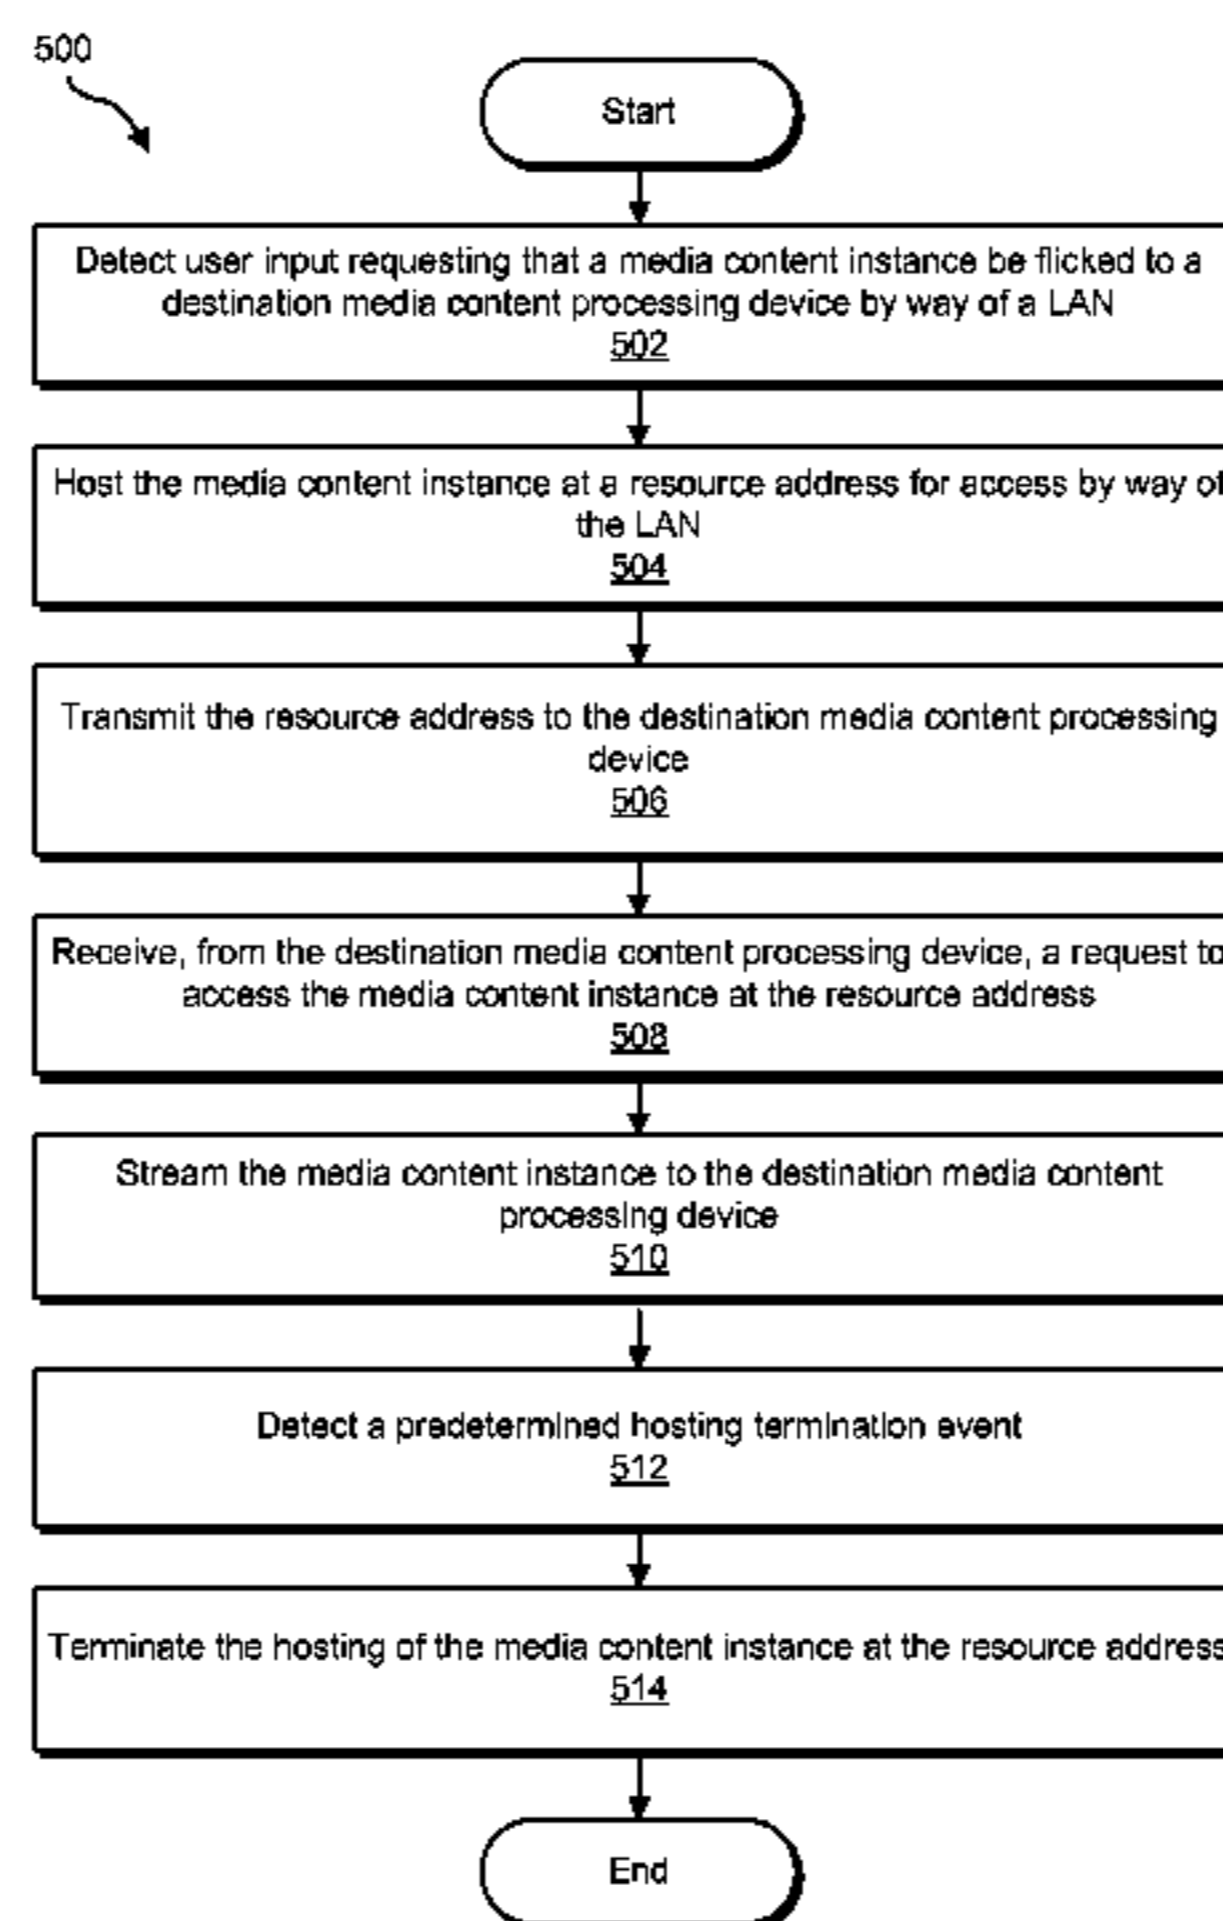 500
Start
Detect user input requesting that a media content instance be flicked to a
destination media content processing device by way of a LAN
502
Host the media content instance at a resource address for access by way of
the LAN
504
Transmit the resource address to the destination media content processing
device
506
Receive, from the destination media content processing device, a request to
access the media content instance at the resource address
508
Stream the media content instance to the destination media content
processing device
510
Detect a predetermined hosting termination event
512
Terminate the hosting of the media content instance at the resource address
514
End